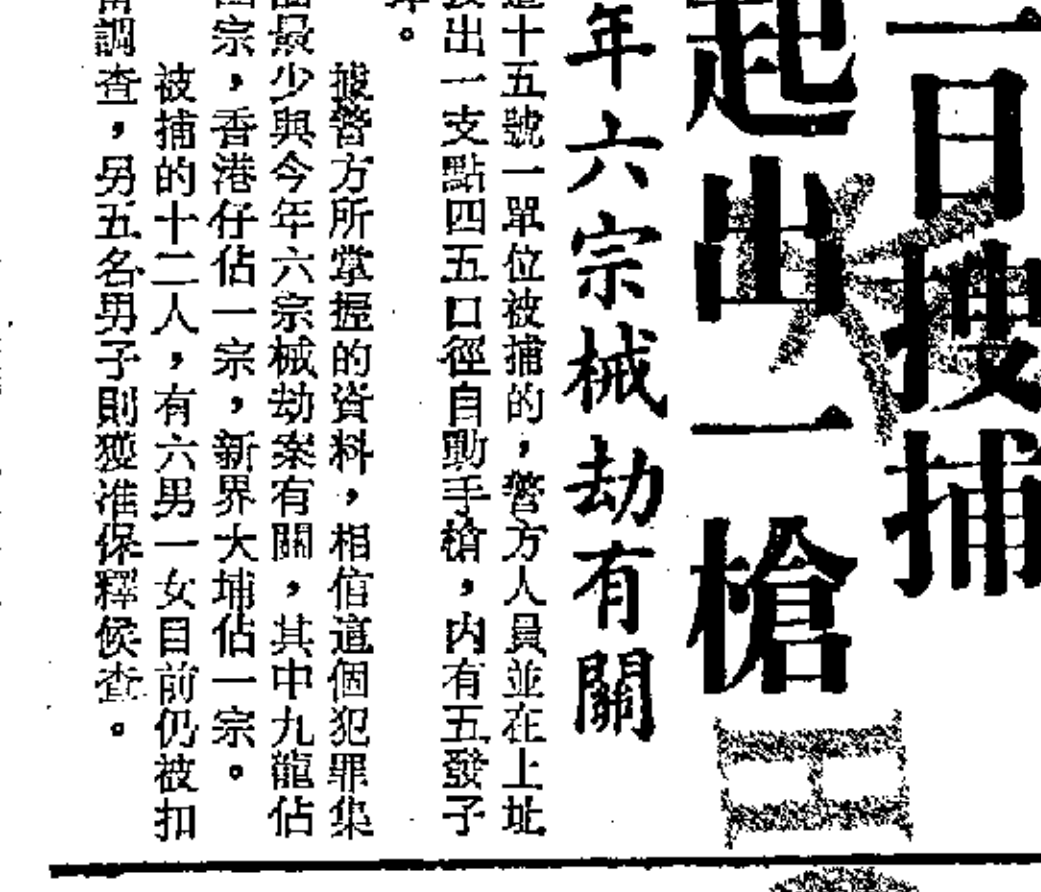 一日搜捕
起出一槍
年六宗械劫有關
道十五號一單位被捕的，警方人員並在上址
出一支點四五口徑自動手槍，內有五發子
。
據警方所掌握的資料，相信這個犯罪集
最少與今年六宗械劫案有關，其中九龍佔
宗，香港仔佔一宗，新界大埔佔一宗。
被捕的十二人，有六男一女目前仍被扣
調查，另五名男子則獲准保釋候查。